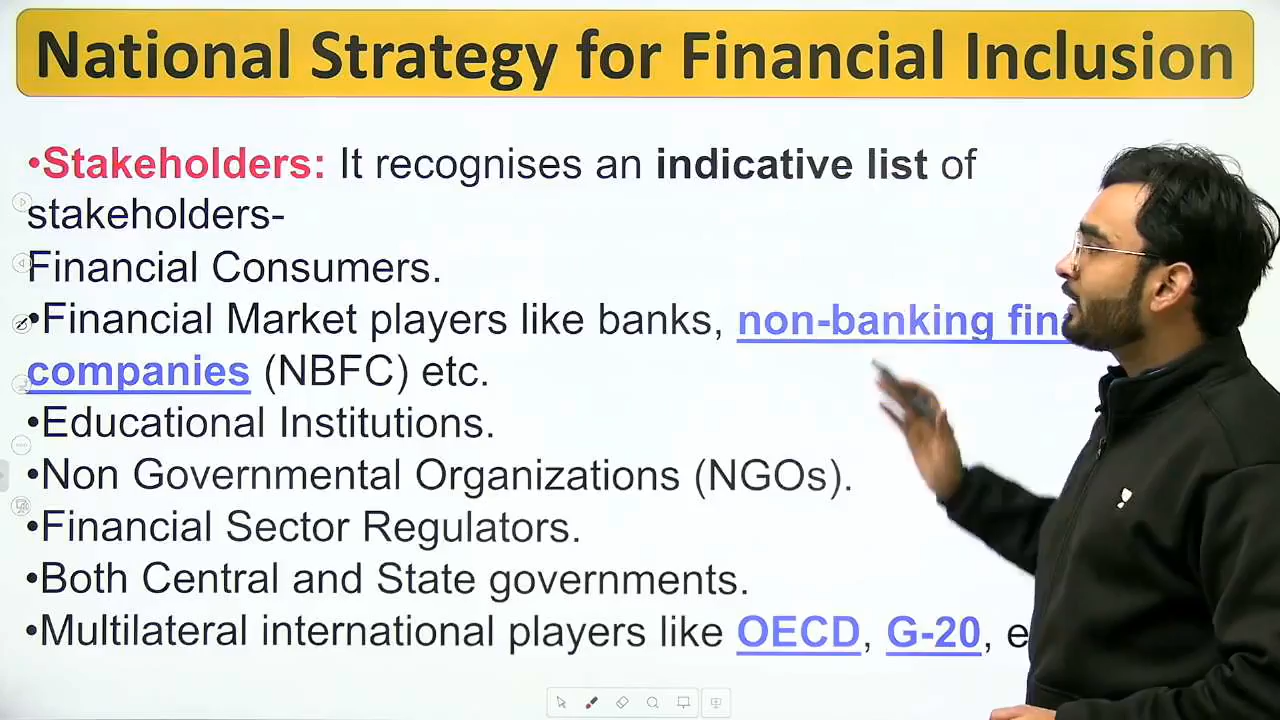 National Strategy for Financial Inclusion
•Stakeholders: It recognises an indicative list of
stakeholders-
Financial Consumers.
•Financial Market players like banks, non-banking
companies (NBFC) etc.
•Educational Institutions.
•Non Governmental Organizations (NGOs).
•Financial Sector Regulators.
•Both Central and State governments.
•Multilateral international players like OECD, G-20,